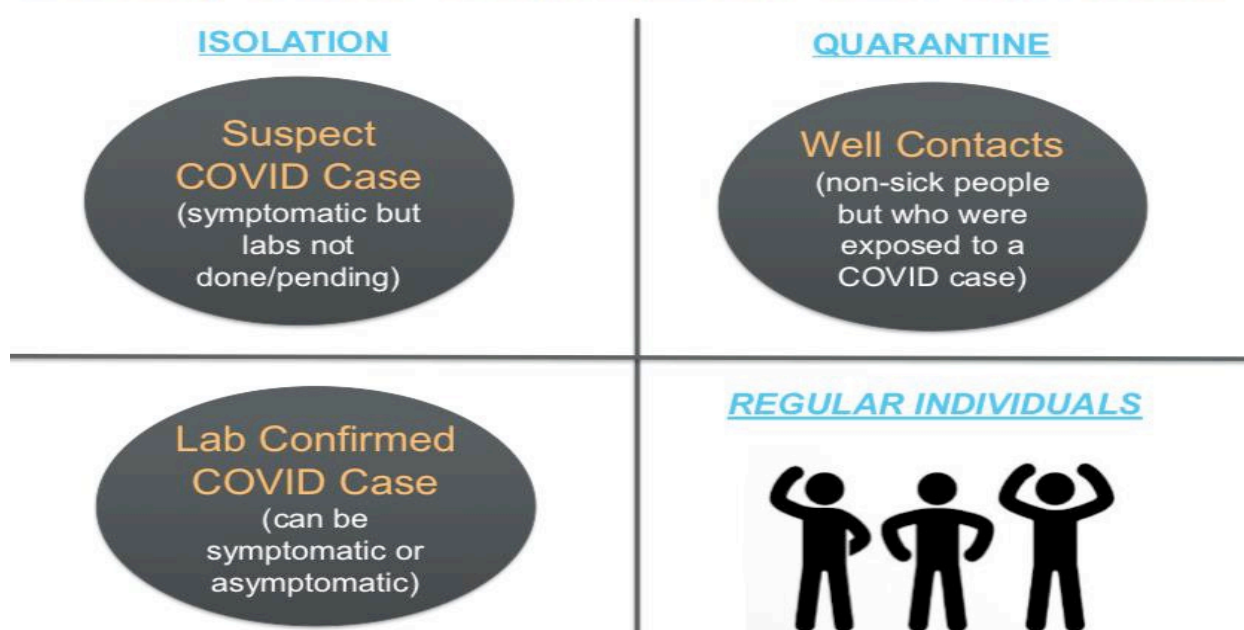 ISOLATION
Suspect
COVID Case
(symptomatic but
labs not
done/pending)
QUARANTINE
Well Contacts
(non-sick people
but who were
exposed to a
COVID case)
Lab Confirmed
COVID Case
(can be
symptomatic or
asymptomatic)
REGULAR INDIVIDUALS